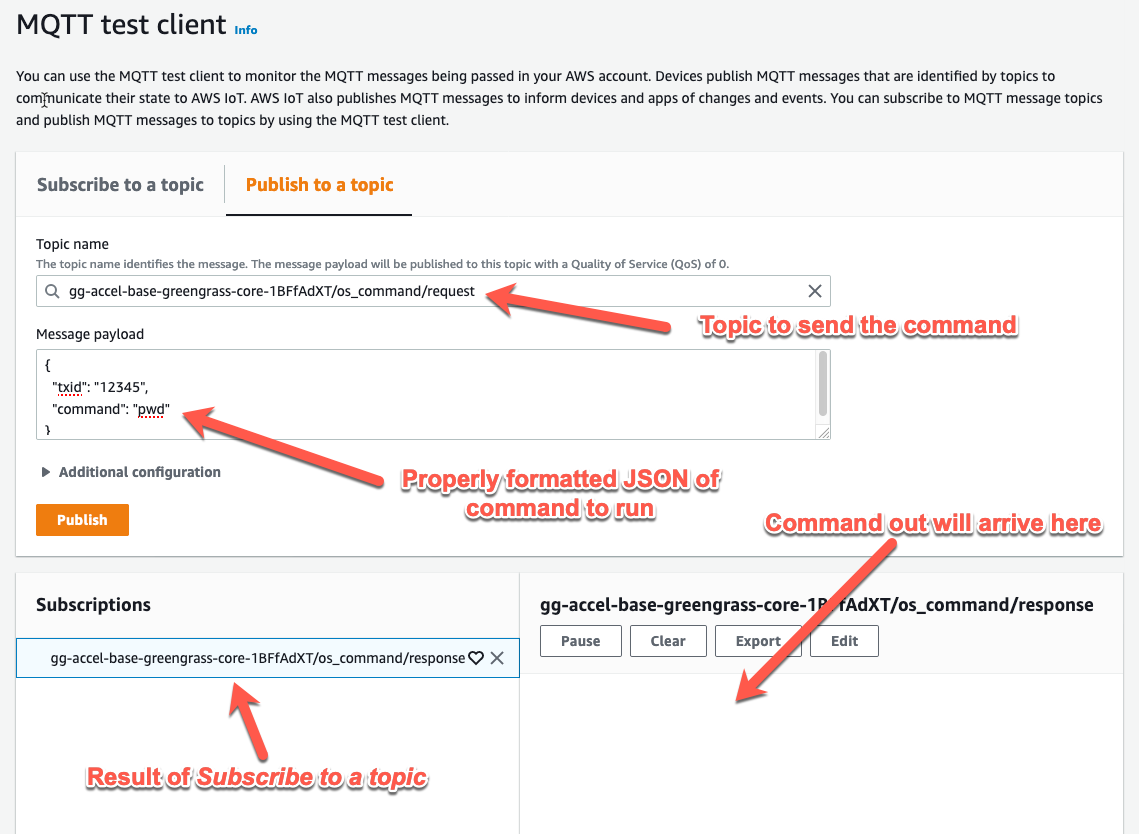 MQTT test client Info
You can use the MQTT test client to monitor the MQTT messages being passed in your AWS account. Devices publish MQTT messages that are identified by topics to
communicate their state to AWS IoT. AWS IoT also publishes MQTT messages to inform devices and apps of changes and events. You can subscribe to MQTT message topics
and publish MQTT messages to topics by using the MQTT test client.
Subscribe to a topic
Publish to a topic
Topic name
The topic name identifies the message. The message payload will be published to this topic with a Quality of Service (QoS) of 0.
gg-accel-base-greengrass-core-1BFfAdXT/os_command/request
Topic to send the command
Message payload
{
"txid": "12345",
"command": "pwd"
}
Additional configuration
Properly formatted JSON of
command to run
Publish
Command out will arrive here
Subscriptions
gg-accel-base-greengrass-core-1BFfAdXT/os_command/response
Pause
Clear
Export
Edit
gg-accel-base-greengrass-core-1BFfAdXT/os_command/response
Result of Subscribe to a topic